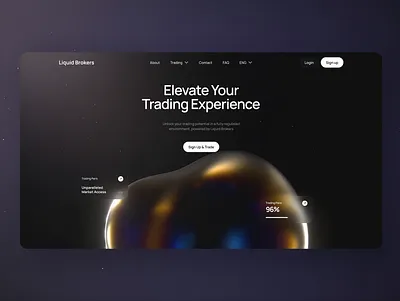 Liquid Brokers
About
Trading
Contact
FAQ
ENG
Login
Sign up
Elevate Your
Trading Experience
Unlock your trading potential in a fully regulated
environment, powered by Liquid Brokers.
Sign Up & Trade
Trading Perks
Unparalleled
Market Access
Trading Perks
96%